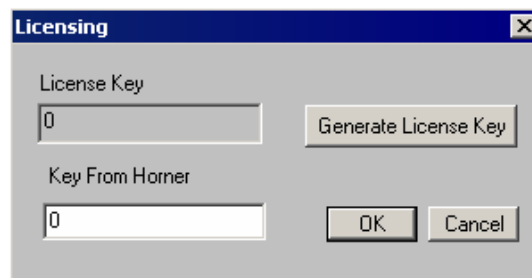 Licensing
License Key
0
Generate License Key
Key From Horner
0
OK
Cancel